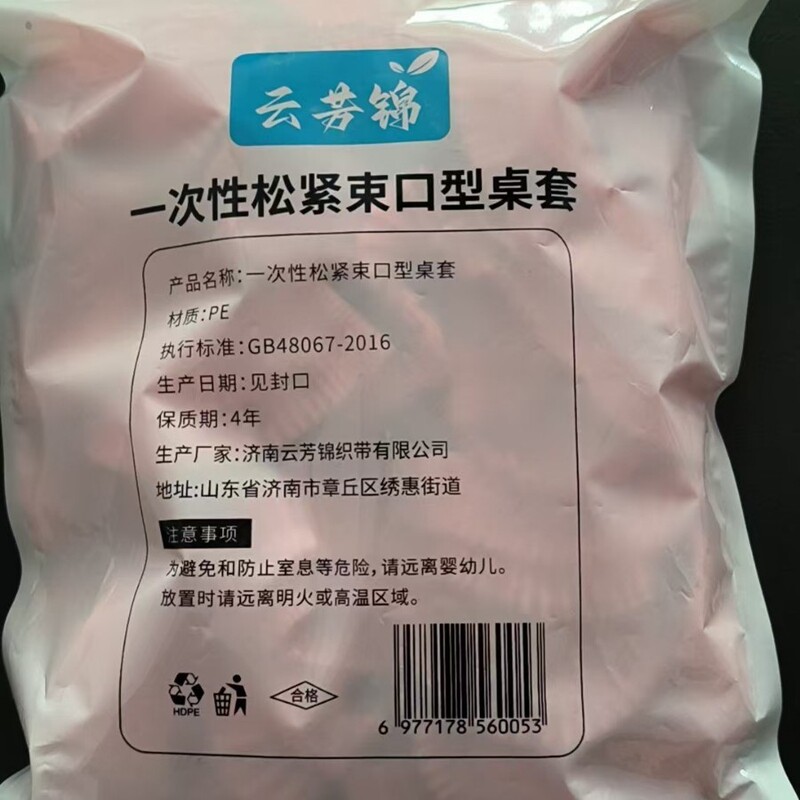 云芳锦
一次性松紧束口型桌套
产品名称:一次性松紧束口型桌套
材质:PE
执行标准:GB48067-2016
生产日期:见封口
保质期:4年
生产厂家:济南云芳锦织带有限公司
地址:山东省济南市章丘区绣惠街道
注意事项
为避免和防止室息等危险,请远离婴幼儿。
放置时请远离明火或高温区域。
HDPE
合格
6 977178 560053